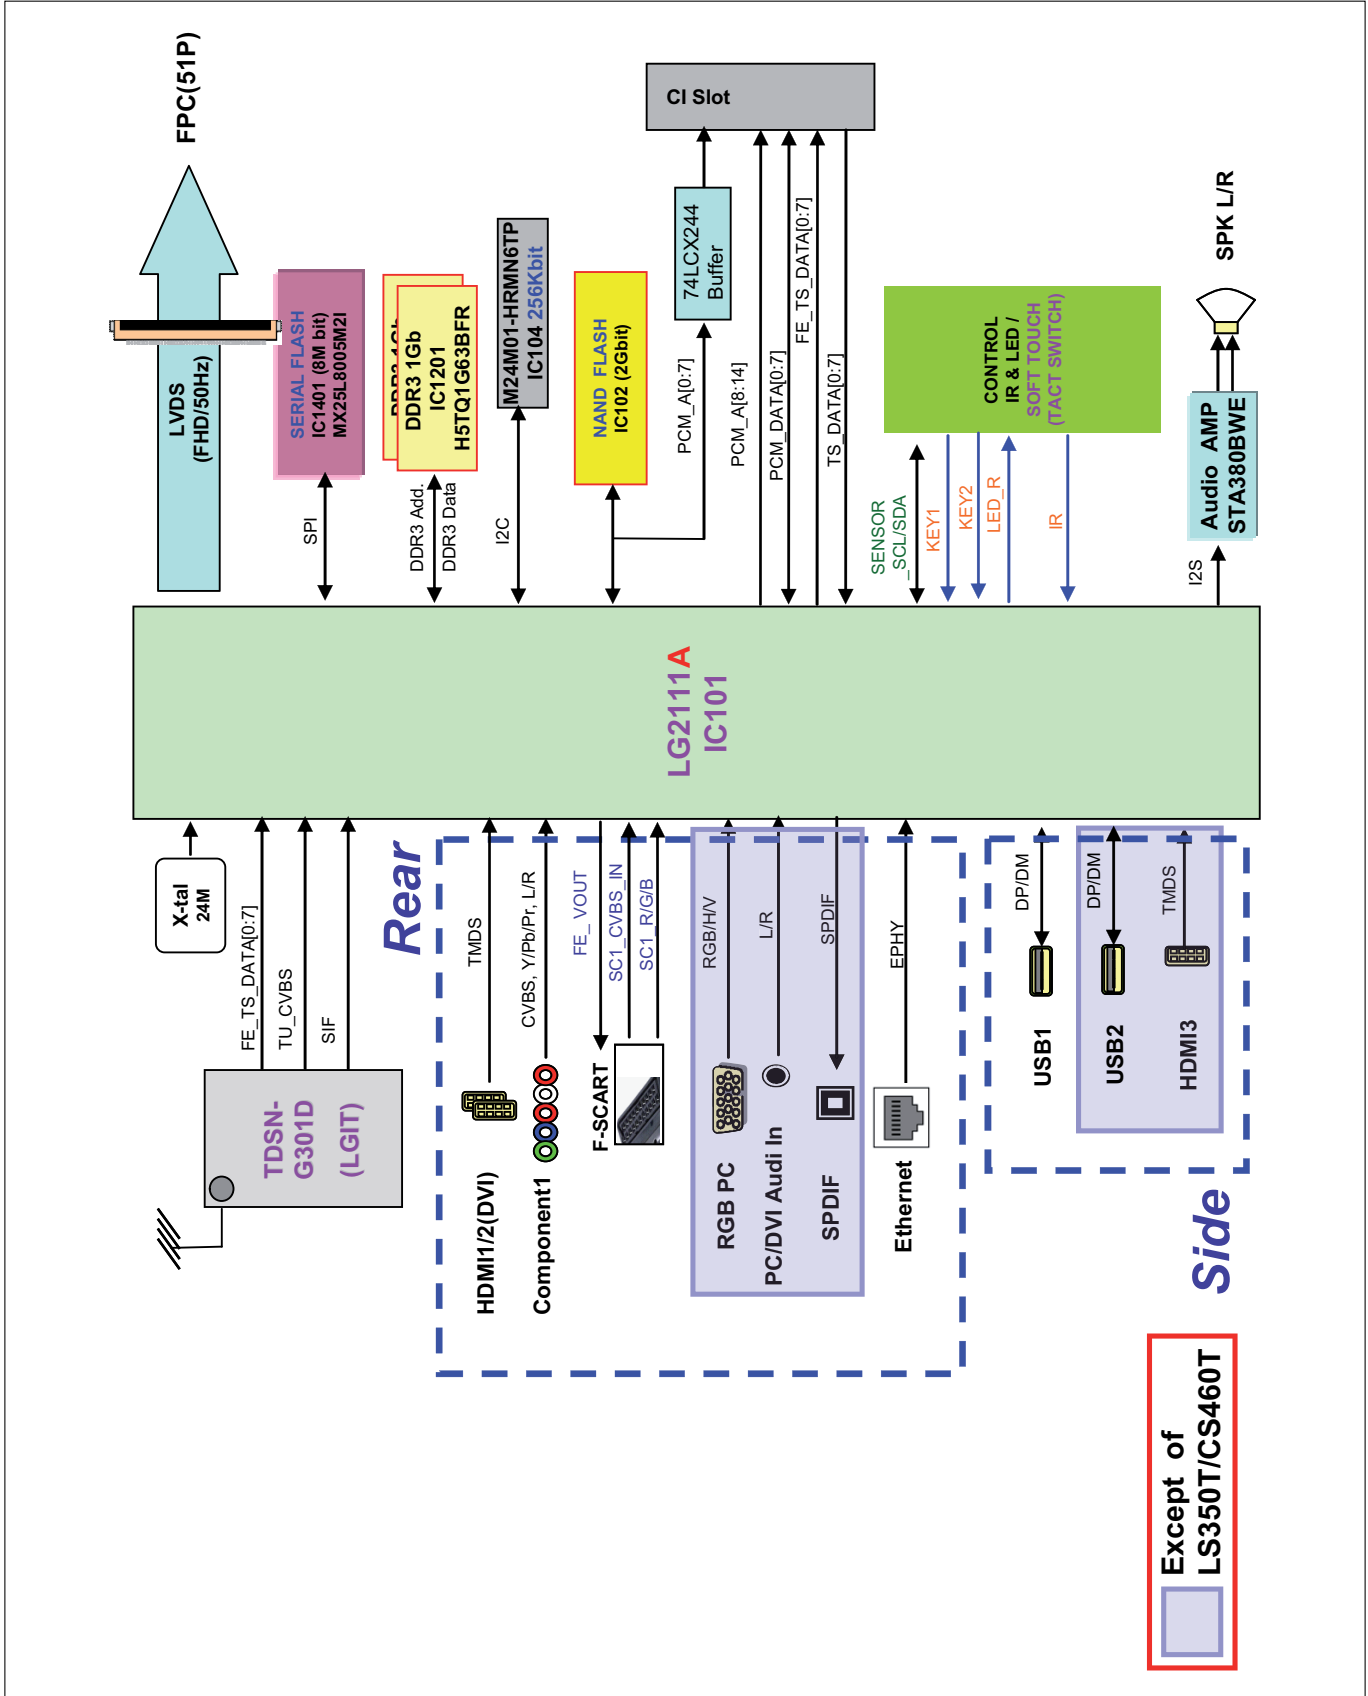 X-tal
24M
TDSN-
G301D
(LGIT)
FE_TS_DATA[0:7]
TU_CVBS
SIF
Rear
HDMI1/2(DVI)
TMDS
Component1
CVBS, Y/Pb/Pr, L/R
F-SCART
FE_VOUT
SC1_CVBS_IN
SC1_R/G/B
RGB PC
RGB/H/V
PC/DVI Audi In
L/R
SPDIF
SPDIF
Ethernet
EPHY
Side
USB1
DP/DM
USB2
DP/DM
HDMI3
TMDS
Except of
LS350T/CS460T
LG2111A
IC101
LVDS
(FHD/50Hz)
FPC(51P)
SPI
SERIAL FLASH
IC1401 (8M bit)
MX25L8005M2I
DDR3 Add.
DDR3 Data
DDR3 1Gb
DDR3 1Gb
IC1201
H5TQ1G63BFR
I2C
M24M01-HRMN6TP
IC104 256Kbit
NAND FLASH
IC102 (2Gbit)
PCM_A[0:7]
74LCX244
Buffer
CI Slot
PCM_A[8:14]
PCM_DATA[0:7]
FE_TS_DATA[0:7]
TS_DATA[0:7]
SENSOR
_SCL/SDA
KEY1
KEY2
LED_R
IR
CONTROL
IR & LED /
SOFT TOUCH
(TACT SWITCH)
I2S
Audio AMP
STA380BWE
SPK L/R